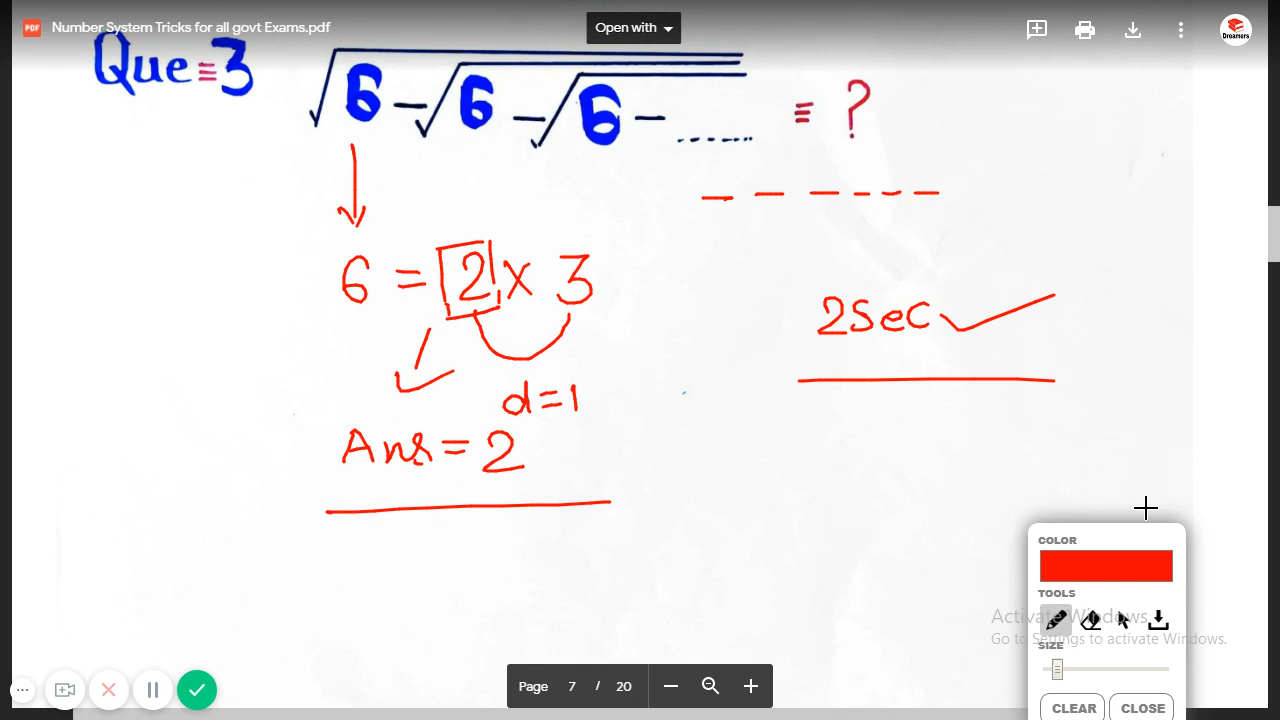 Number System Tricks for all govt Exams.pdf
Open with
Dreamers
Que=3 √6-√6-√6-....... = ?
6 = 2 x 3
2 Sec
d=1
Ans = 2
COLOR
TOOLS
Activate Windows
Go to Settings to activate Windows.
SIZE
Page 7 / 20
CLEAR CLOSE